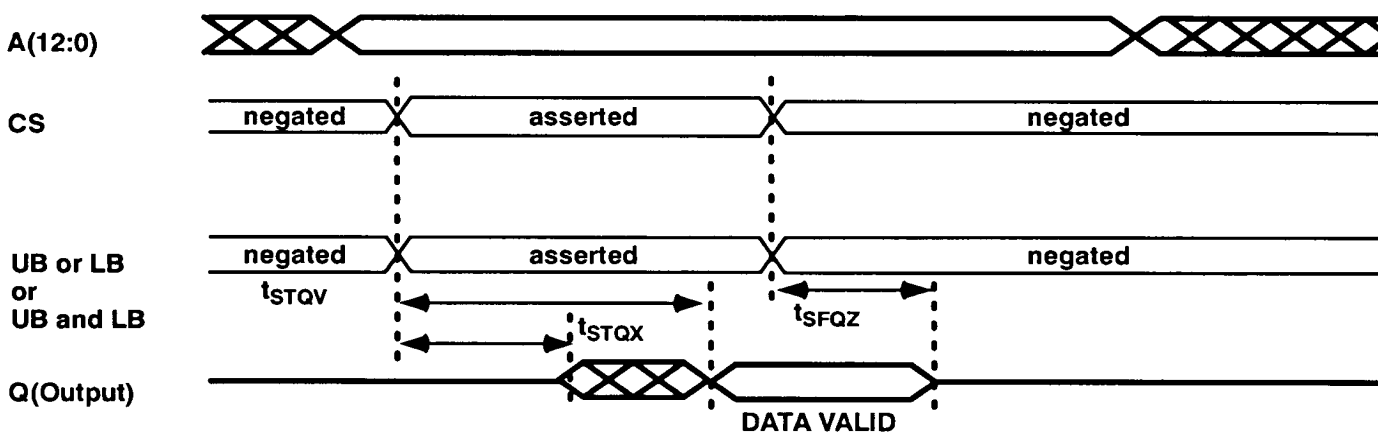 A(12:0)
CS
negated
asserted
negated
UB or LB
or
UB and LB
negated
asserted
negated
tSTQV
tSTQX
tSFQZ
Q(Output)
DATA VALID